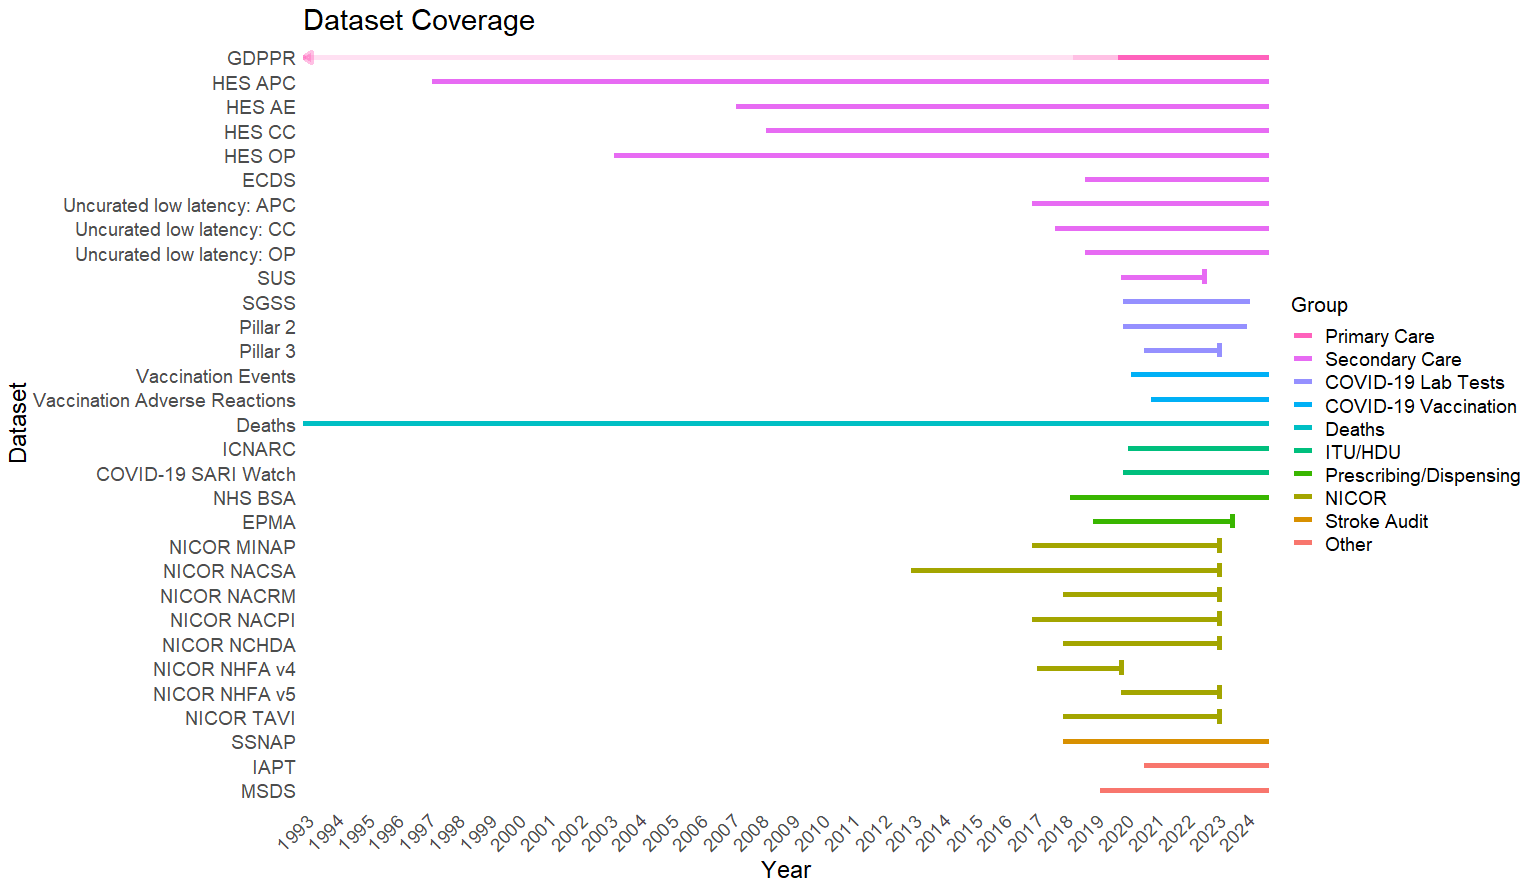 Dataset Coverage
GDPPR
HES APC
HES AE
HES CC
HES OP
ECDS
Uncurated low latency: APC
Uncurated low latency: CC
Uncurated low latency: OP
SUS
SGSS
Pillar 2
Pillar 3
Vaccination Events
Vaccination Adverse Reactions
Deaths
ICNARC
COVID-19 SARI Watch
NHS BSA
EPMA
NICOR MINAP
NICOR NACSA
NICOR NACRM
NICOR NACPI
NICOR NCHDA
NICOR NHFA v4
NICOR NHFA v5
NICOR TAVI
SSNAP
IAPT
MSDS
Dataset
1993 1994 1995 1996 1997 1998 1999 2000 2001 2002 2003 2004 2005 2006 2007 2008 2009 2010 2011 2012 2013 2014 2015 2016 2017 2018 2019 2020 2021 2022 2023 2024
Year
Group
Primary Care
Secondary Care
COVID-19 Lab Tests
COVID-19 Vaccination
Deaths
ITU/HDU
Prescribing/Dispensing
NICOR
Stroke Audit
Other